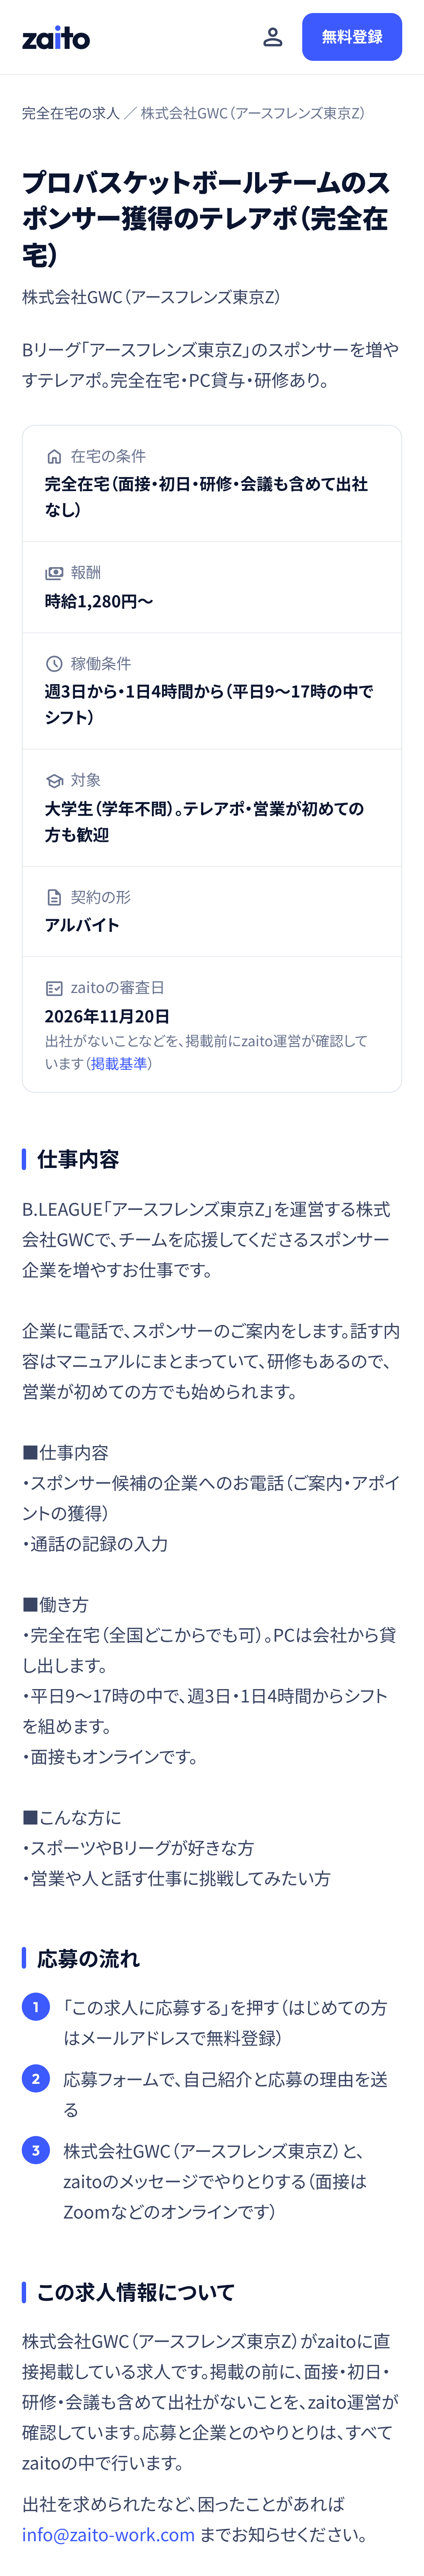 zaito
無料登録
完全在宅の求人 ／ 株式会社GWC（アースフレンズ東京Z）
プロバスケットボールチームのス
ポンサー獲得のテレアポ（完全在
宅）
株式会社GWC（アースフレンズ東京Z）
Bリーグ「アースフレンズ東京Z」のスポンサーを増や
すテレアポ。完全在宅・PC貸与・研修あり。
在宅の条件
完全在宅（面接・初日・研修・会議も含めて出社
なし）
報酬
時給1,280円〜
稼働条件
週3日から・1日4時間から（平日9〜17時の中で
シフト）
対象
大学生（学年不問）。テレアポ・営業が初めての
方も歓迎
契約の形
アルバイト
zaitoの審査日
2026年11月20日
出社がないことなどを、掲載前にzaito運営が確認して
います（掲載基準）
仕事内容
B.LEAGUE「アースフレンズ東京Z」を運営する株式
会社GWCで、チームを応援してくださるスポンサー
企業を増やすお仕事です。
企業に電話で、スポンサーのご案内をします。話す内
容はマニュアルにまとまっていて、研修もあるので、
営業が初めての方でも始められます。
■仕事内容
・スポンサー候補の企業へのお電話（ご案内・アポイ
ントの獲得）
・通話の記録の入力
■働き方
・完全在宅（全国どこからでも可）。PCは会社から貸
し出します。
・平日9〜17時の中で、週3日・1日4時間からシフト
を組めます。
・面接もオンラインです。
■こんな方に
・スポーツやBリーグが好きな方
・営業や人と話す仕事に挑戦してみたい方
応募の流れ
1 「この求人に応募する」を押す（はじめての方
はメールアドレスで無料登録）
2 応募フォームで、自己紹介と応募の理由を送
る
3 株式会社GWC（アースフレンズ東京Z）と、
zaitoのメッセージでやりとりする（面接は
Zoomなどのオンラインです）
この求人情報について
株式会社GWC（アースフレンズ東京Z）がzaitoに直
接掲載している求人です。掲載の前に、面接・初日・
研修・会議も含めて出社がないことを、zaito運営が
確認しています。応募と企業とのやりとりは、すべて
zaitoの中で行います。
出社を求められたなど、困ったことがあれば
info@zaito-work.com までお知らせください。